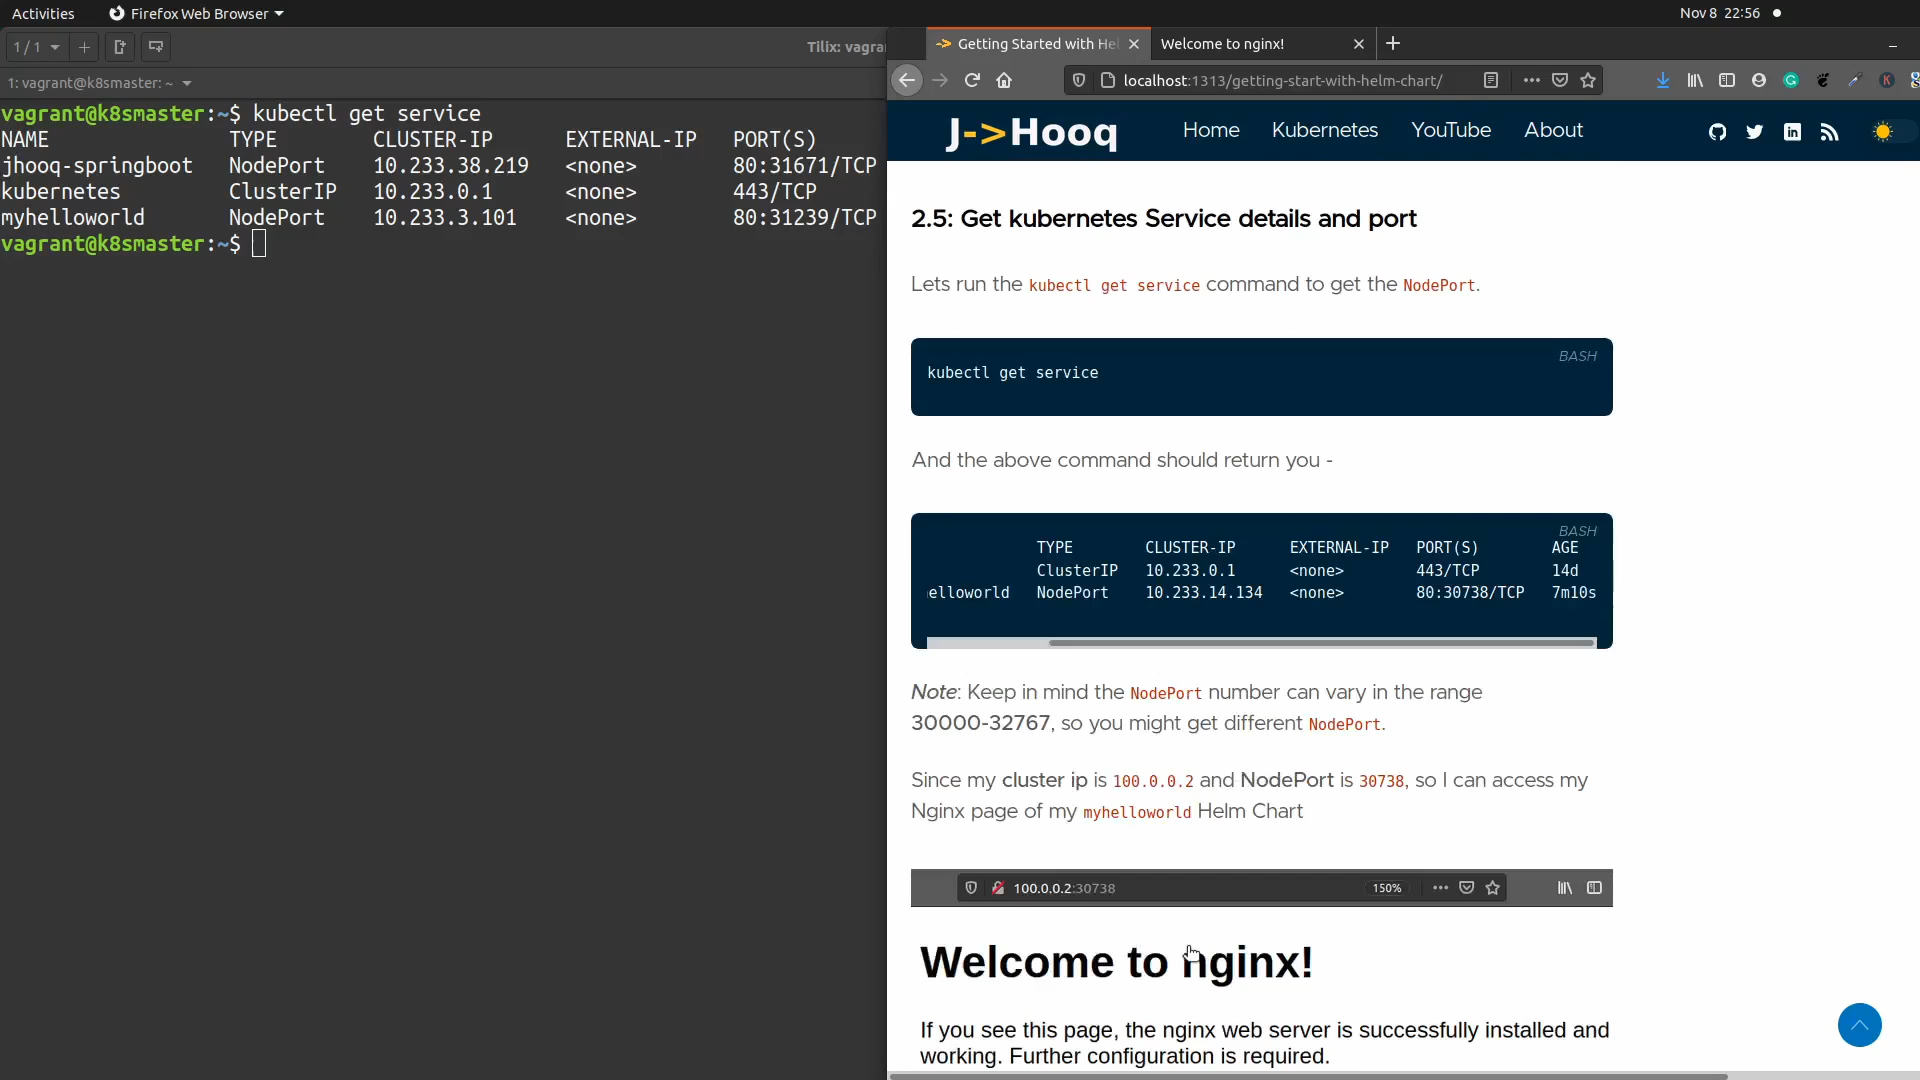 Activities
Firefox Web Browser
Nov 8 22:56
1 / 1
Tilix: vagra
1: vagrant@k8smaster: ~
vagrant@k8smaster:~$ kubectl get service
NAME TYPE CLUSTER-IP EXTERNAL-IP PORT(S)
jhooq-springboot NodePort 10.233.38.219 <none> 80:31671/TCP
kubernetes ClusterIP 10.233.0.1 <none> 443/TCP
myhelloworld NodePort 10.233.3.101 <none> 80:31239/TCP
vagrant@k8smaster:~$
Getting Started with Hel
Welcome to nginx!
localhost:1313/getting-start-with-helm-chart/
J->Hooq
Home Kubernetes YouTube About
2.5: Get kubernetes Service details and port
Lets run the kubectl get service command to get the NodePort.
BASH
kubectl get service
And the above command should return you -
BASH
TYPE CLUSTER-IP EXTERNAL-IP PORT(S) AGE
ClusterIP 10.233.0.1 <none> 443/TCP 14d
elloworld NodePort 10.233.14.134 <none> 80:30738/TCP 7m10s
Note: Keep in mind the NodePort number can vary in the range
30000-32767, so you might get different NodePort.
Since my cluster ip is 100.0.0.2 and NodePort is 30738, so I can access my
Nginx page of my myhelloworld Helm Chart
100.0.0.2:30738
150%
Welcome to nginx!
If you see this page, the nginx web server is successfully installed and
working. Further configuration is required.